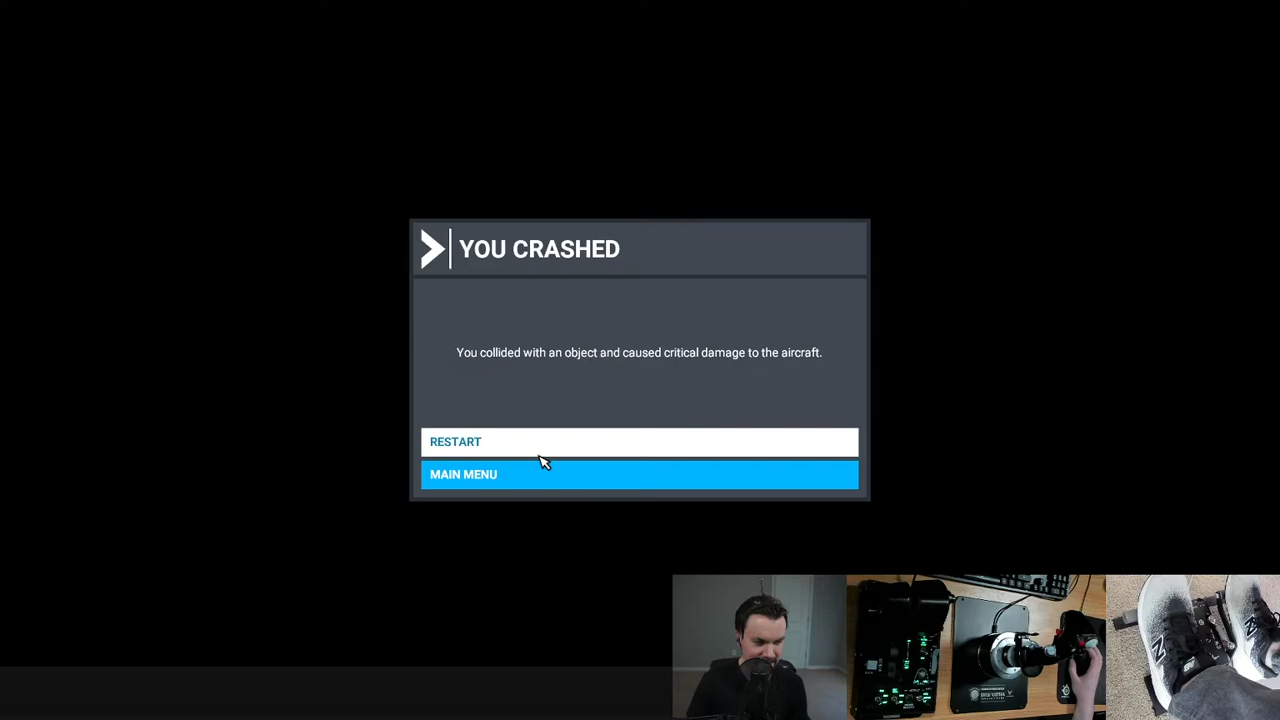 YOU CRASHED
You collided with an object and caused critical damage to the aircraft.
RESTART
MAIN MENU